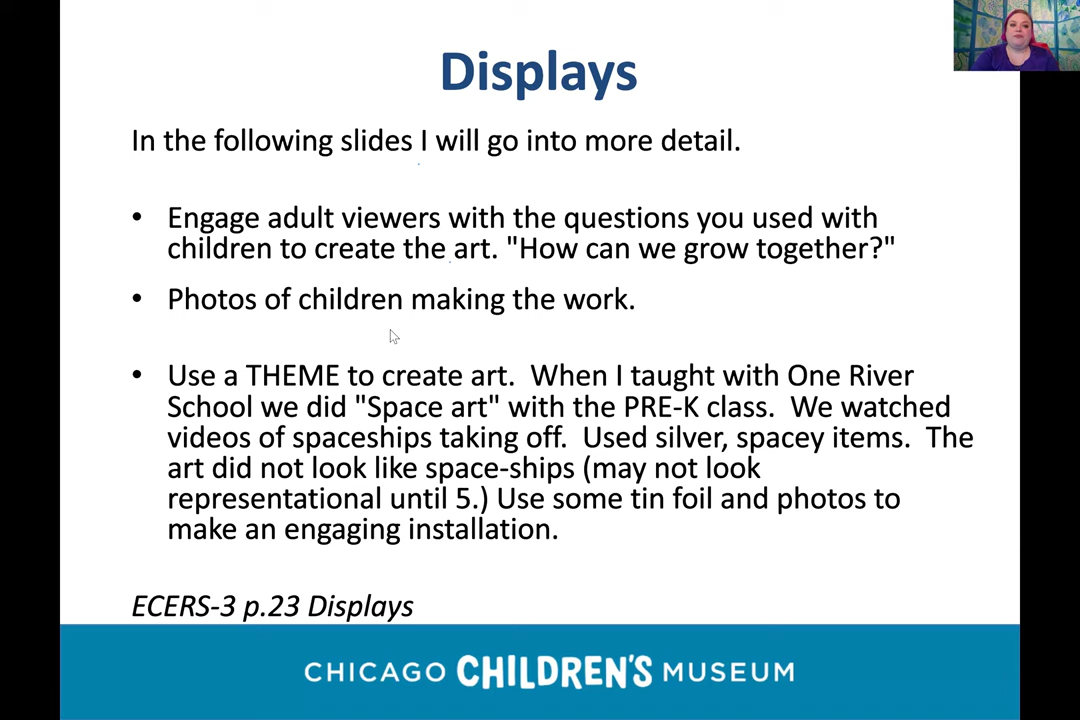 Displays
In the following slides I will go into more detail.
• Engage adult viewers with the questions you used with
children to create the art. "How can we grow together?"
• Photos of children making the work.
• Use a THEME to create art.  When I taught with One River
School we did "Space art" with the PRE-K class.  We watched
videos of spaceships taking off.  Used silver, spacey items.  The
art did not look like space-ships (may not look
representational until 5.) Use some tin foil and photos to
make an engaging installation.
ECERS-3 p.23 Displays
CHICAGO CHILDREN'S MUSEUM